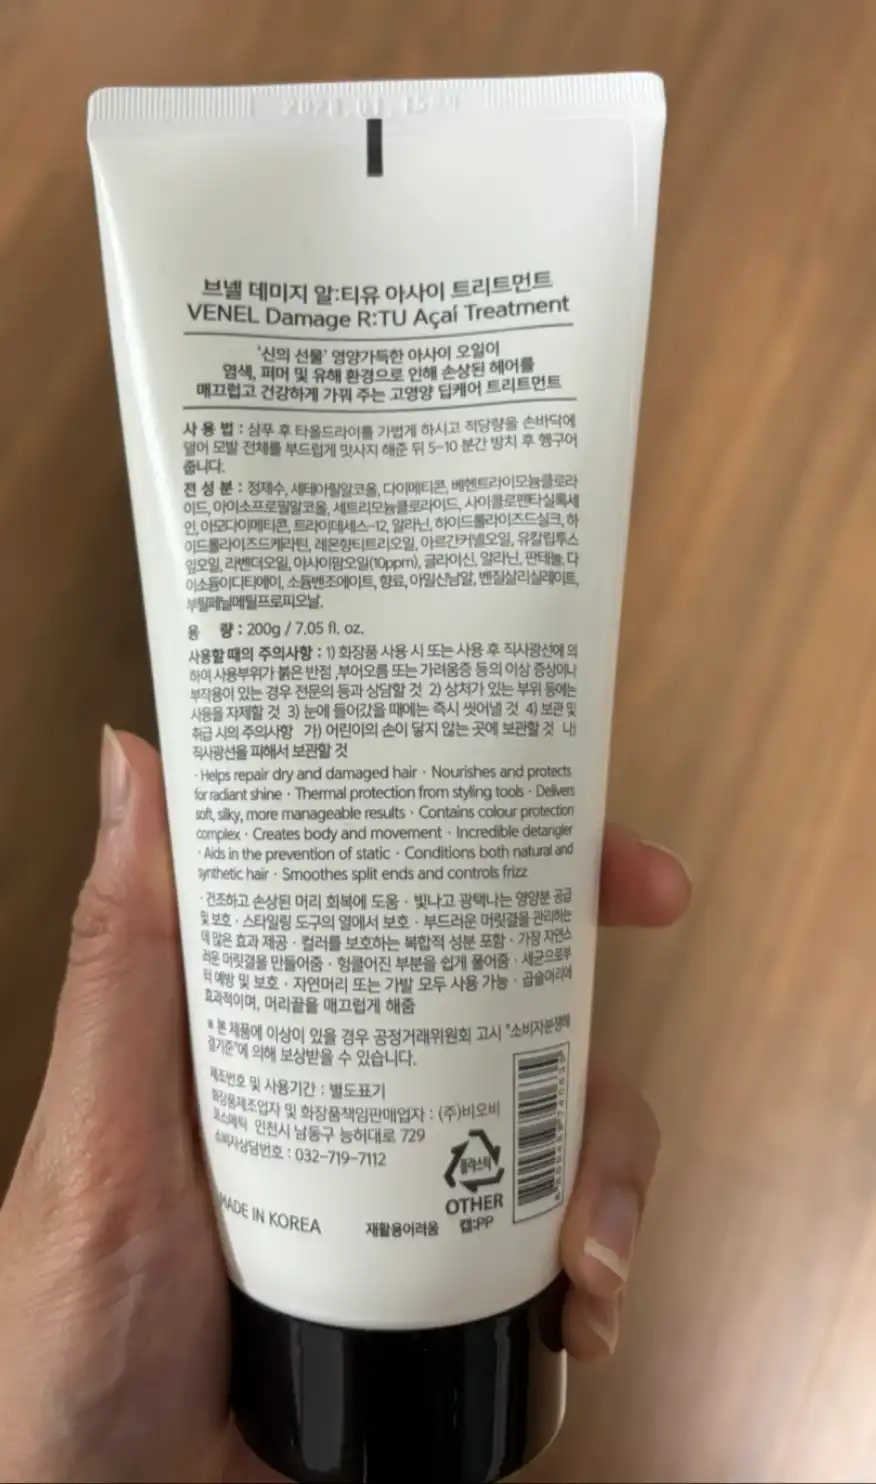 브넬 데미지 알:티유 아사이 트리트먼트
VENEL Damage R:TU Açaí Treatment
'신의 선물' 영양가득한 아사이 오일이
염색, 퍼머 및 유해 환경으로 인해 손상된 헤어를
매끄럽고 건강하게 가꿔 주는 고영양 딥케어 트리트먼트
사 용 법 : 샴푸 후 타올드라이를 가볍게 하시고 적당량을 손바닥에
덜어 모발 전체를 부드럽게 맛사지 해준 뒤 5-10 분간 방치 후 헹구어
줍니다.
전 성 분 : 정제수, 세테아릴알코올, 다이메티콘, 베헨트라이모늄클로라
이드, 아이소프로필알코올, 세트리모늄클로라이드, 사이클로펜타실록세
인, 아모다이메티콘, 트라이데세스-12, 알라닌, 하이드롤라이즈드실크, 하
이드롤라이즈드케라틴, 레몬향티트리오일, 아르간커넬오일, 유칼립투스
잎오일, 라벤더오일, 아사이팜오일(10ppm), 글라이신, 알라닌, 판테놀, 다
이소듐이디티에이, 소듐벤조에이트, 향료, 아밀신남알, 벤질살리실레이트,
부틸페닐메틸프로피오날,
용 량 : 200g / 7.05 fl. oz.
사용할 때의 주의사항 : 1) 화장품 사용 시 또는 사용 후 직사광선에 의
하여 사용부위가 붉은 반점 ,부어오름 또는 가려움증 등의 이상 증상이나
부작용이 있는 경우 전문의 등과 상담할 것 2) 상처가 있는 부위 등에는
사용을 자제할 것 3) 눈에 들어갔을 때에는 즉시 씻어낼 것 4) 보관 및
취급 시의 주의사항 가) 어린이의 손이 닿지 않는 곳에 보관할 것 나)
직사광선을 피해서 보관할 것
· Helps repair dry and damaged hair · Nourishes and protects
for radiant shine · Thermal protection from styling tools · Delivers
soft, silky, more manageable results · Contains colour protection
complex · Creates body and movement · Incredible detangler
· Aids in the prevention of static · Conditions both natural and
synthetic hair · Smoothes split ends and controls frizz
· 건조하고 손상된 머리 회복에 도움 · 빛나고 광택나는 영양분 공급
및 보호 · 스타일링 도구의 열에서 보호 · 부드러운 머릿결을 관리하는
데 많은 효과 제공 · 컬러를 보호하는 복합적 성분 포함 · 가장 자연스
러운 머릿결을 만들어줌 · 헝클어진 부분을 쉽게 풀어줌 · 세균으로부
터 예방 및 보호 · 자연머리 또는 가발 모두 사용 가능 · 곱슬머리에
효과적이며, 머리끝을 매끄럽게 해줌
※ 본 제품에 이상이 있을 경우 공정거래위원회 고시 "소비자분쟁해
결기준"에 의해 보상받을 수 있습니다.
제조번호 및 사용기간 : 별도표기
화장품제조업자 및 화장품책임판매업자 : (주)비오비
코스메틱 인천시 남동구 능허대로 729
소비자상담번호 : 032-719-7112
플라스틱
OTHER
MADE IN KOREA
재활용어려움 캡:PP